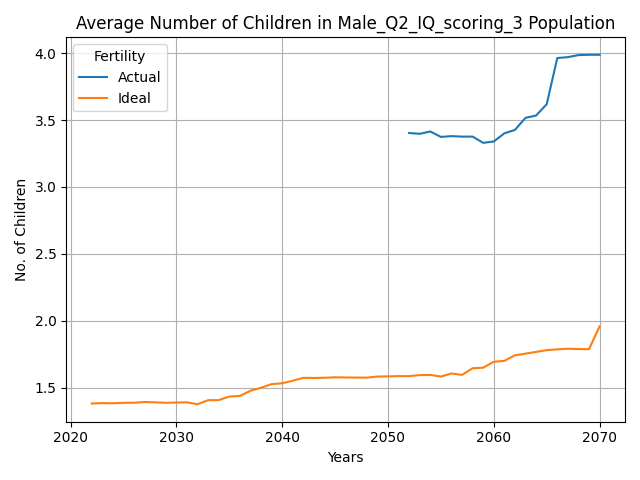 Average Number of Children in Male_Q2_IQ_scoring_3 Population
Fertility
Actual
Ideal
4.0
3.5
3.0
2.5
2.0
1.5
No. of Children
2020 2030 2040 2050 2060 2070
Years